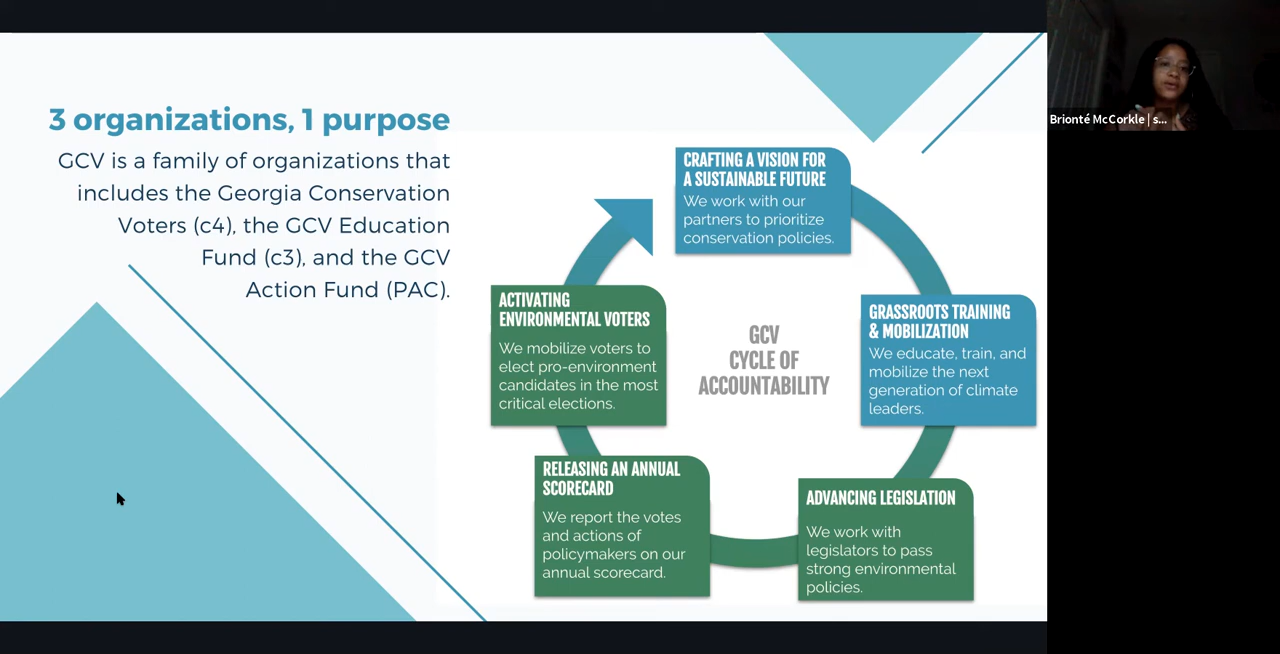 3 organizations, 1 purpose
GCV is a family of organizations that
includes the Georgia Conservation
Voters (c4), the GCV Education
Fund (c3), and the GCV
Action Fund (PAC).
CRAFTING A VISION FOR
A SUSTAINABLE FUTURE
We work with our
partners to prioritize
conservation policies.
GRASSROOTS TRAINING
& MOBILIZATION
We educate, train, and
mobilize the next
generation of climate
leaders.
ADVANCING LEGISLATION
We work with
legislators to pass
strong environmental
policies.
RELEASING AN ANNUAL
SCORECARD
We report the votes
and actions of
policymakers on our
annual scorecard.
ACTIVATING
ENVIRONMENTAL VOTERS
We mobilize voters to
elect pro-environment
candidates in the most
critical elections.
GCV
CYCLE OF
ACCOUNTABILITY
Brionté McCorkle | s...